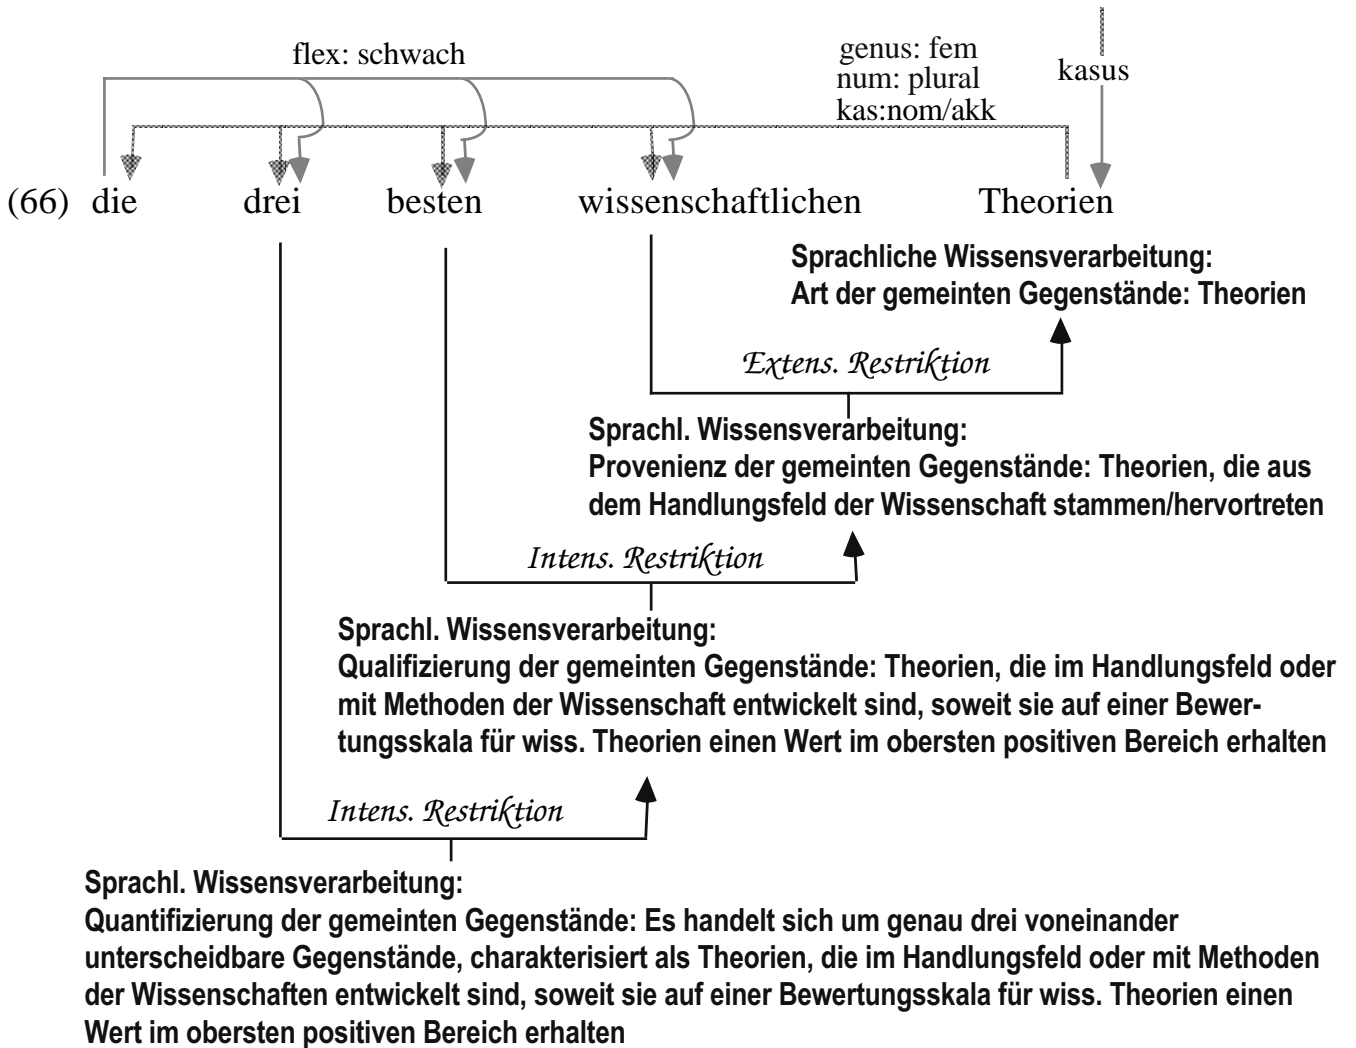 flex: schwach
genus: fem
num: plural
kas:nom/akk
kasus
(66) die drei besten wissenschaftlichen Theorien
Sprachliche Wissensverarbeitung:
Art der gemeinten Gegenstände: Theorien
Extens. Restriktion
Sprachl. Wissensverarbeitung:
Provenienz der gemeinten Gegenstände: Theorien, die aus
dem Handlungsfeld der Wissenschaft stammen/hervortreten
Intens. Restriktion
Sprachl. Wissensverarbeitung:
Qualifizierung der gemeinten Gegenstände: Theorien, die im Handlungsfeld oder
mit Methoden der Wissenschaft entwickelt sind, soweit sie auf einer Bewer-
tungsskala für wiss. Theorien einen Wert im obersten positiven Bereich erhalten
Intens. Restriktion
Sprachl. Wissensverarbeitung:
Quantifizierung der gemeinten Gegenstände: Es handelt sich um genau drei voneinander
unterscheidbare Gegenstände, charakterisiert als Theorien, die im Handlungsfeld oder mit Methoden
der Wissenschaften entwickelt sind, soweit sie auf einer Bewertungsskala für wiss. Theorien einen
Wert im obersten positiven Bereich erhalten